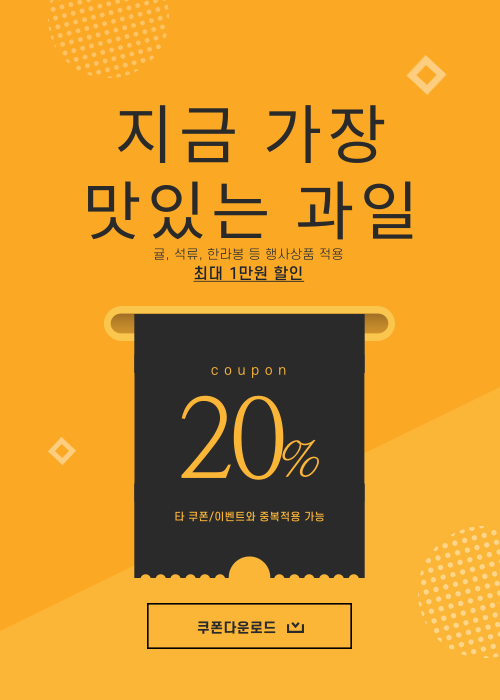 지금 가장
맛있는 과일
귤, 석류, 한라봉 등 행사상품 적용
최대 1만원 할인
coupon
20%
타 쿠폰/이벤트와 중복적용 가능
쿠폰다운로드